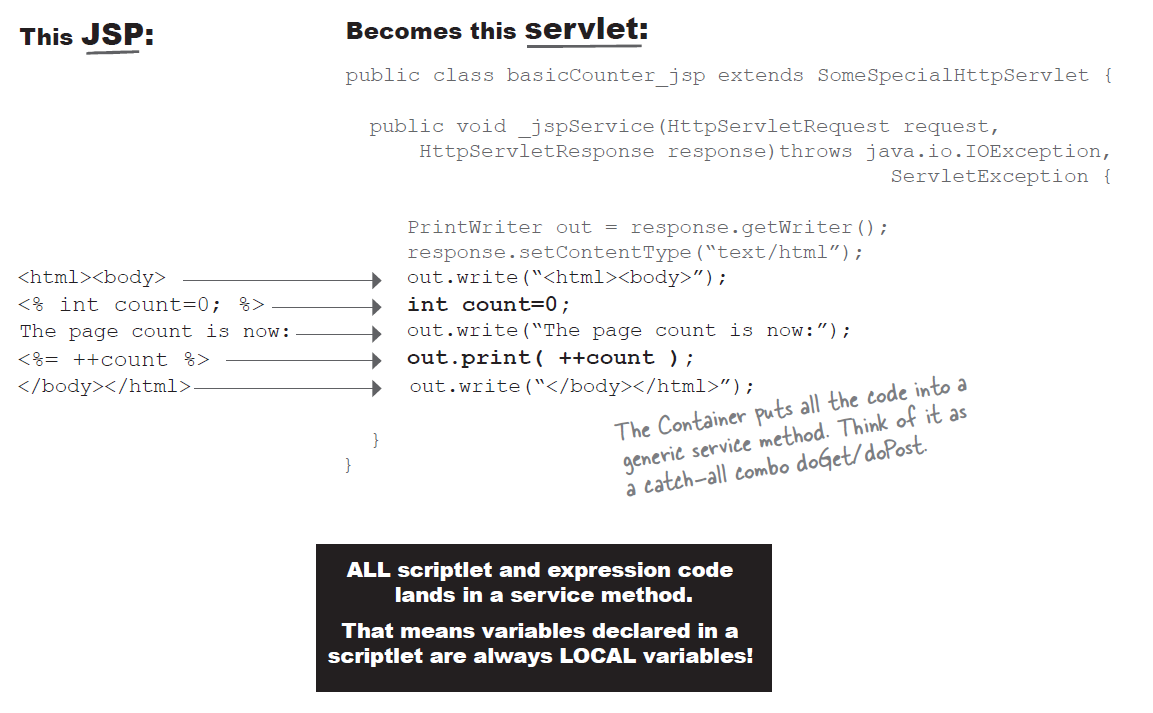 This JSP:
Becomes this servlet:
public class basicCounter_jsp extends SomeSpecialHttpServlet {
public void _jspService(HttpServletRequest request,
HttpServletResponse response)throws java.io.IOException,
ServletException {
PrintWriter out = response.getWriter();
response.setContentType(“text/html”);
<html><body>
out.write(“<html><body>”);
<% int count=0; %>
int count=0;
The page count is now:
out.write(“The page count is now:”);
<%= ++count %>
out.print( ++count );
</body></html>
out.write(“</body></html>”);
}
}
The Container puts all the code into a
generic service method. Think of it as
a catch-all combo doGet/doPost.
ALL scriptlet and expression code
lands in a service method.
That means variables declared in a
scriptlet are always LOCAL variables!